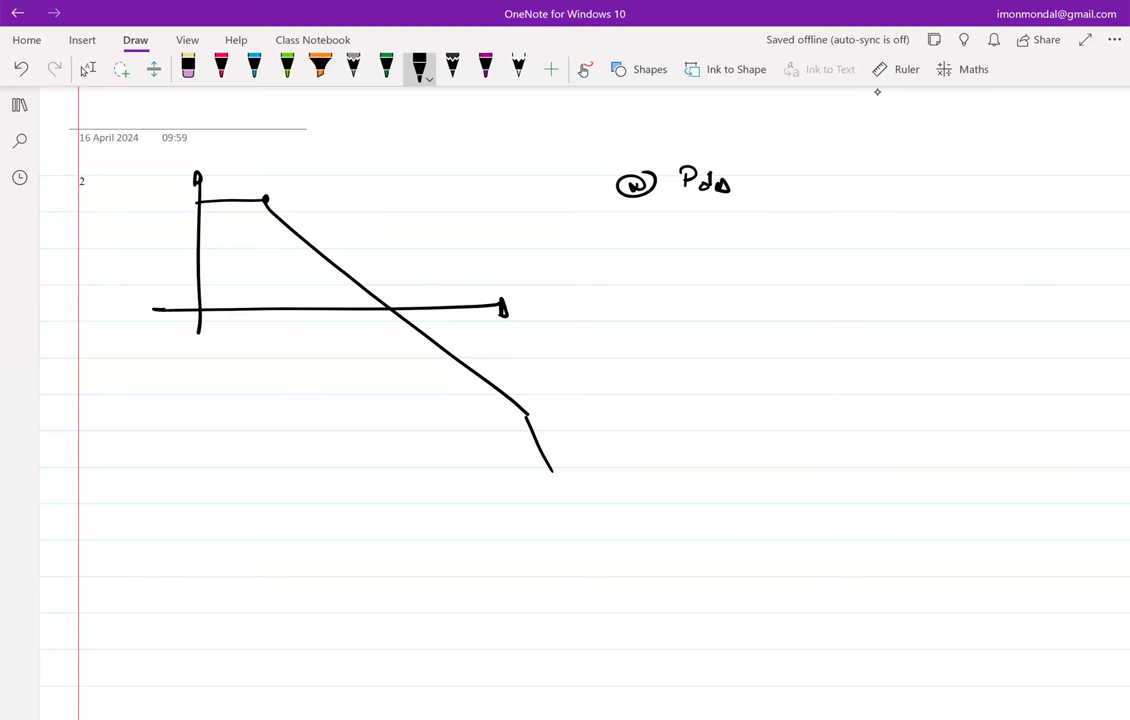 OneNote for Windows 10
imonmondal@gmail.com
Home Insert Draw View Help Class Notebook
Saved offline (auto-sync is off) Share
Shapes Ink to Shape Ink to Text Ruler Maths
16 April 2024 09:59
2